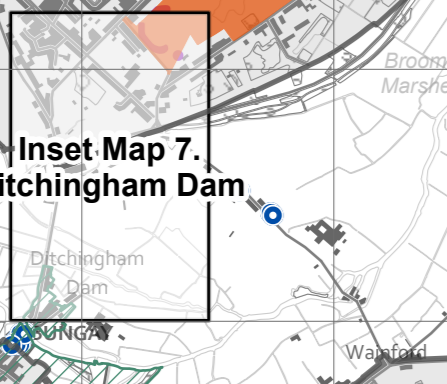 Broom
Marshe
Inset Map 7.
itchingham Dam
Ditchingham
Dam
BUNGAY
Wainford